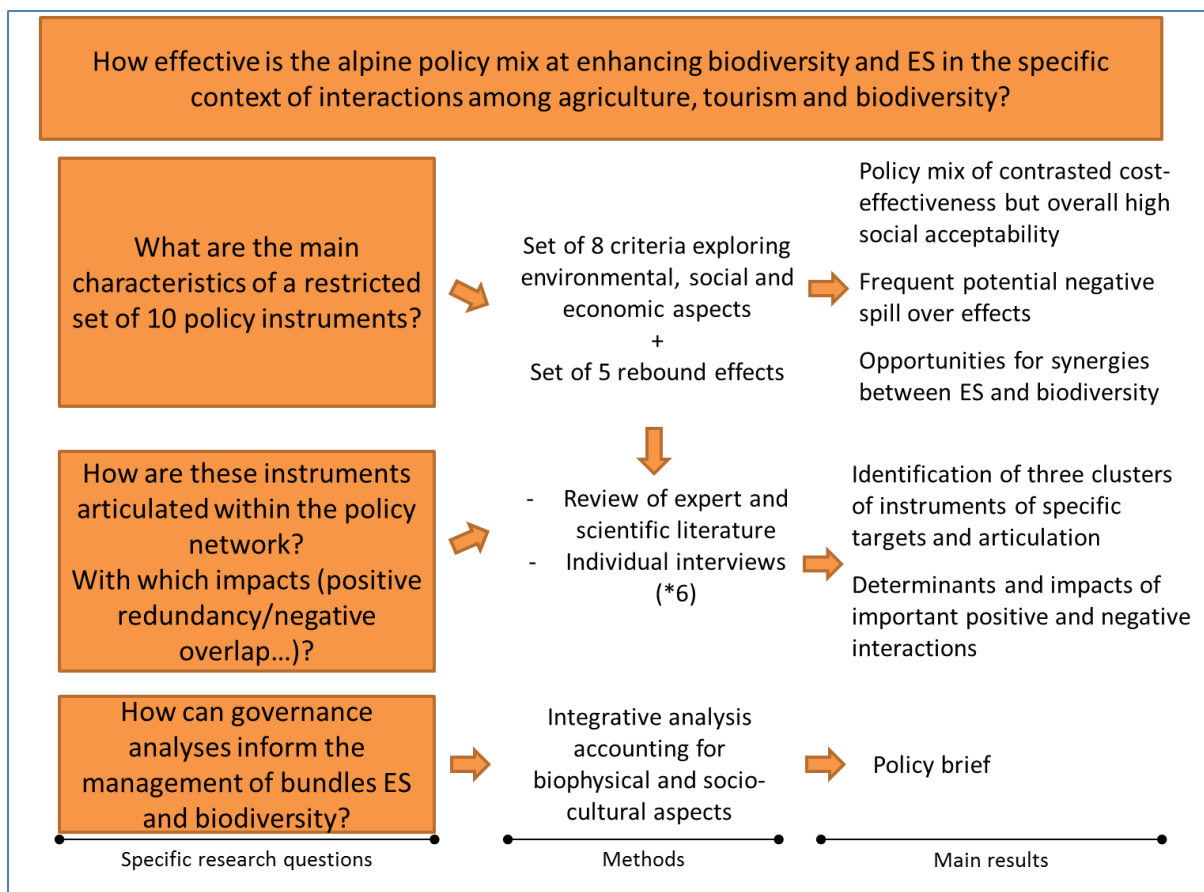 How effective is the alpine policy mix at enhancing biodiversity and ES in the specific
context of interactions among agriculture, tourism and biodiversity?
What are the main
characteristics of a restricted
set of 10 policy instruments?
Set of 8 criteria exploring
environmental, social and
economic aspects
+
Set of 5 rebound effects
Policy mix of contrasted cost-
effectiveness but overall high
social acceptability
Frequent potential negative
spill over effects
Opportunities for synergies
between ES and biodiversity
How are these instruments
articulated within the policy
network?
With which impacts (positive
redundancy/negative
overlap...)?
- Review of expert and
scientific literature
- Individual interviews
(*6)
Identification of three clusters
of instruments of specific
targets and articulation
Determinants and impacts of
important positive and negative
interactions
How can governance
analyses inform the
management of bundles ES
and biodiversity?
Integrative analysis
accounting for
biophysical and socio-
cultural aspects
Policy brief
Specific research questions
Methods
Main results